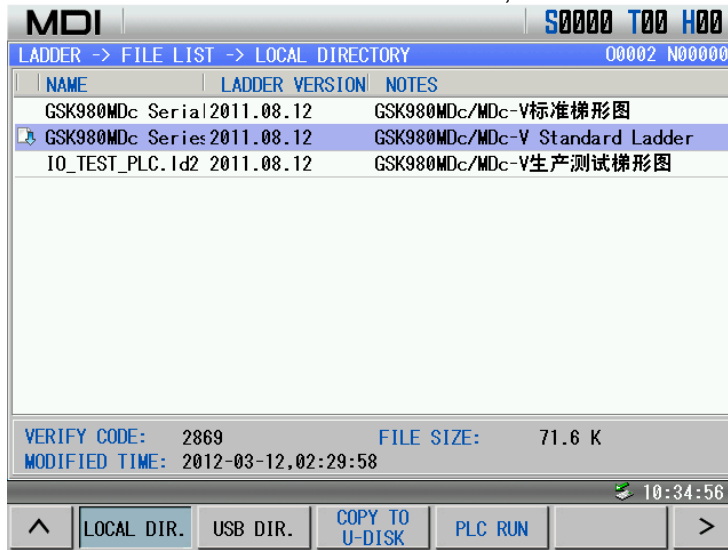 MDI S0000 T00 H00
LADDER -> FILE LIST -> LOCAL DIRECTORY O0002 N00000
NAME LADDER VERSION NOTES
GSK980MDc Serial 2011.08.12 GSK980MDc/MDc-V标准梯形图
GSK980MDc Series 2011.08.12 GSK980MDc/MDc-V Standard Ladder
IO_TEST_PLC.ld2 2011.08.12 GSK980MDc/MDc-V生产测试梯形图
VERIFY CODE: 2869 FILE SIZE: 71.6 K
MODIFIED TIME: 2012-03-12,02:29:58
10:34:56
^ LOCAL DIR. USB DIR. COPY TO U-DISK PLC RUN >